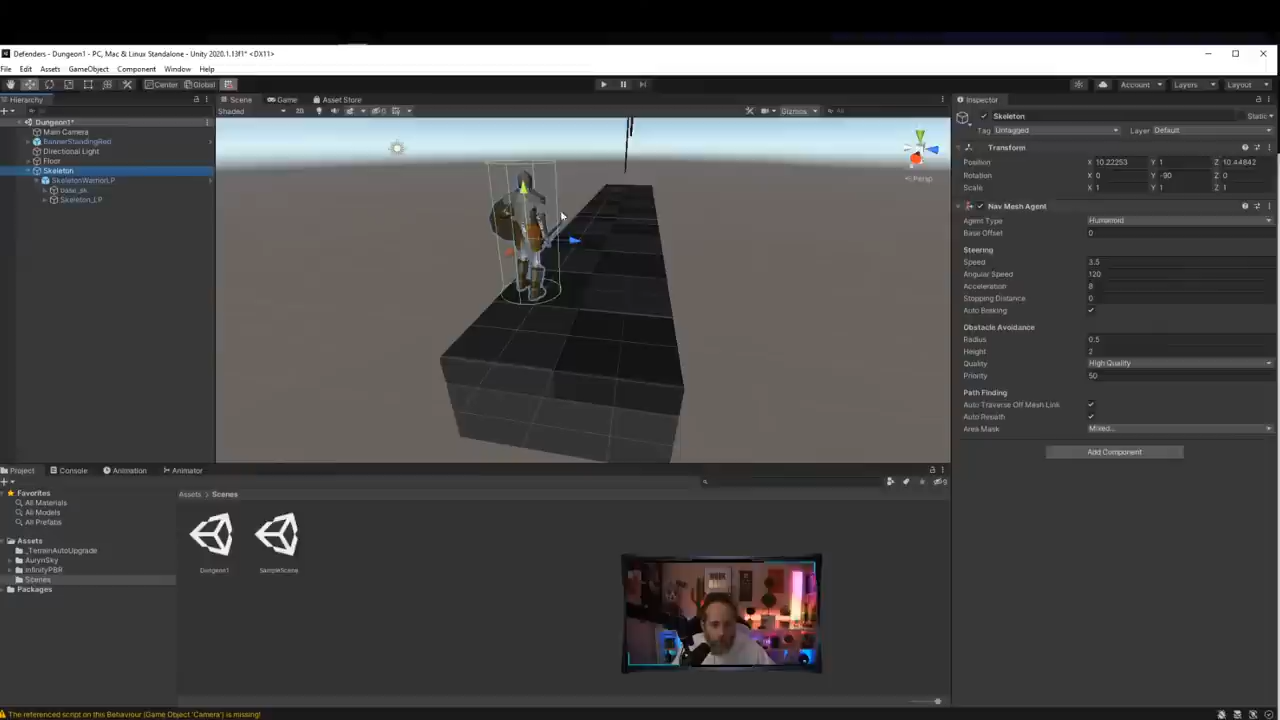 Defenders - Dungeon1 - PC, Mac & Linux Standalone - Unity 2020.1.13f1* <DX11>
File Edit Assets GameObject Component Window Help
Center Global Account Layers Layout
Hierarchy Scene Game Asset Store Inspector
Shaded 2D Gizmos All
Dungeon1*
Main Camera
BannerStandingRed
Directional Light
Floor
Skeleton
SkeletonWarriorLP
base_sk
Skeleton_LP
Persp
Skeleton Static
Tag Untagged Layer Default
Transform
Position X 10.22253 Y 1 Z 10.44842
Rotation X 0 Y -90 Z 0
Scale X 1 Y 1 Z 1
Nav Mesh Agent
Agent Type Humanoid
Base Offset 0
Steering
Speed 3.5
Angular Speed 120
Acceleration 8
Stopping Distance 0
Auto Braking
Obstacle Avoidance
Radius 0.5
Height 2
Quality High Quality
Priority 50
Path Finding
Auto Traverse Off Mesh Link
Auto Repath
Area Mask Mixed...
Add Component
Project Console Animation Animator
Favorites
All Materials
All Models
All Prefabs
Assets
_TerrainAutoUpgrade
AurynSky
InfinityPBR
Scenes
Packages
Assets > Scenes
Dungeon1 SampleScene
The referenced script on this Behaviour (Game Object 'Camera') is missing!